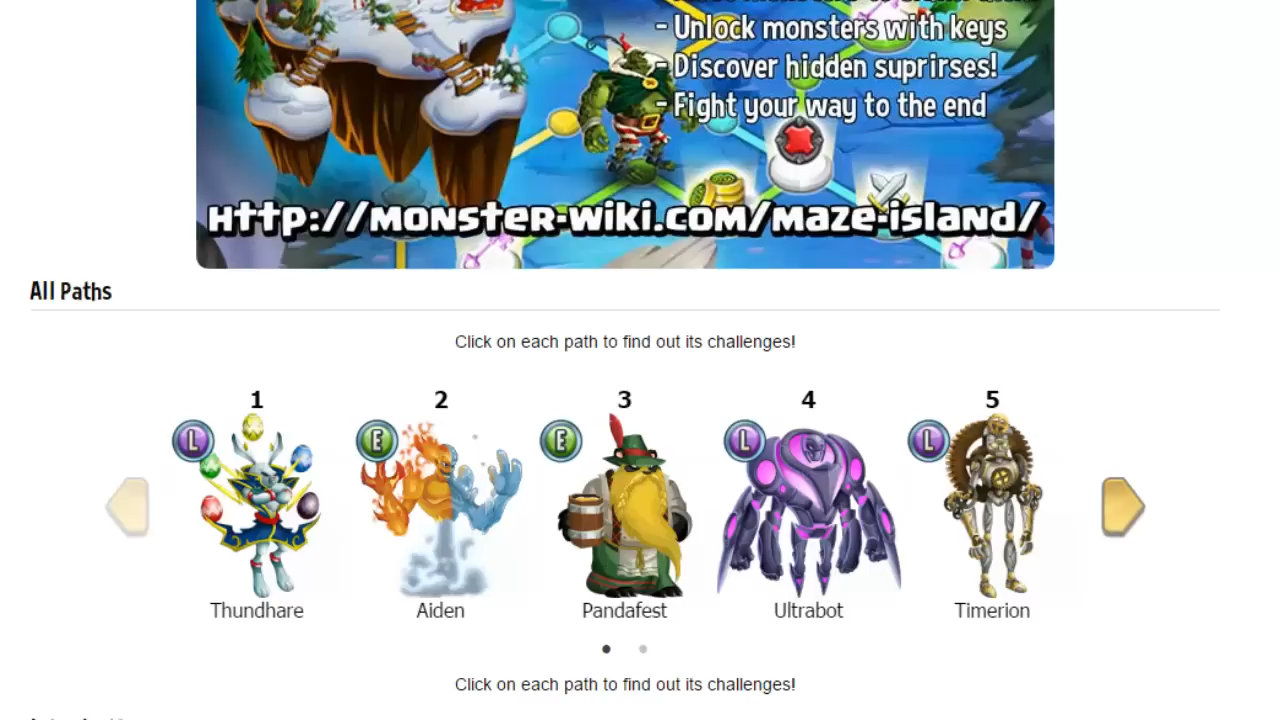 - Unlock monsters with keys
- Discover hidden suprirses!
- Fight your way to the end
http://monster-wiki.com/maze-island/
All Paths
Click on each path to find out its challenges!
1 2 3 4 5
L E E L L
Thundhare Aiden Pandafest Ultrabot Timerion
Click on each path to find out its challenges!